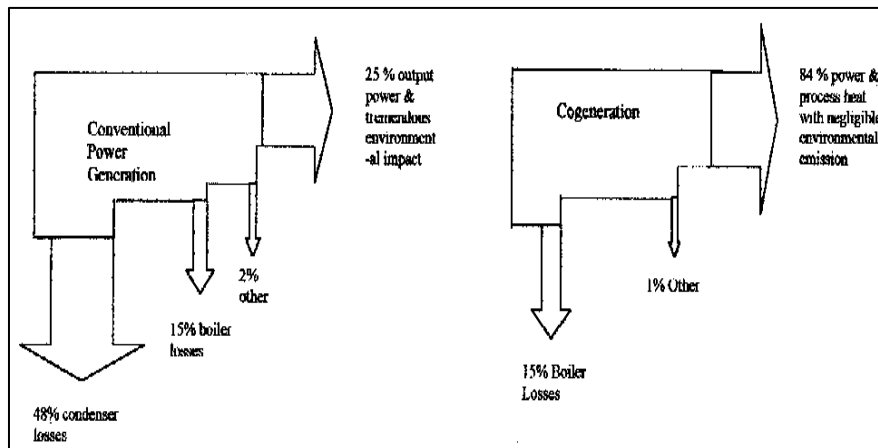 Conventional
Power
Generation
25 % output
power &
tremendous
environment
-al impact
2%
other
15% boiler
losses
48% condenser
losses
Cogeneration
84 % power &
process heat
with negligible
environmental
emission
1% Other
15% Boiler
Losses